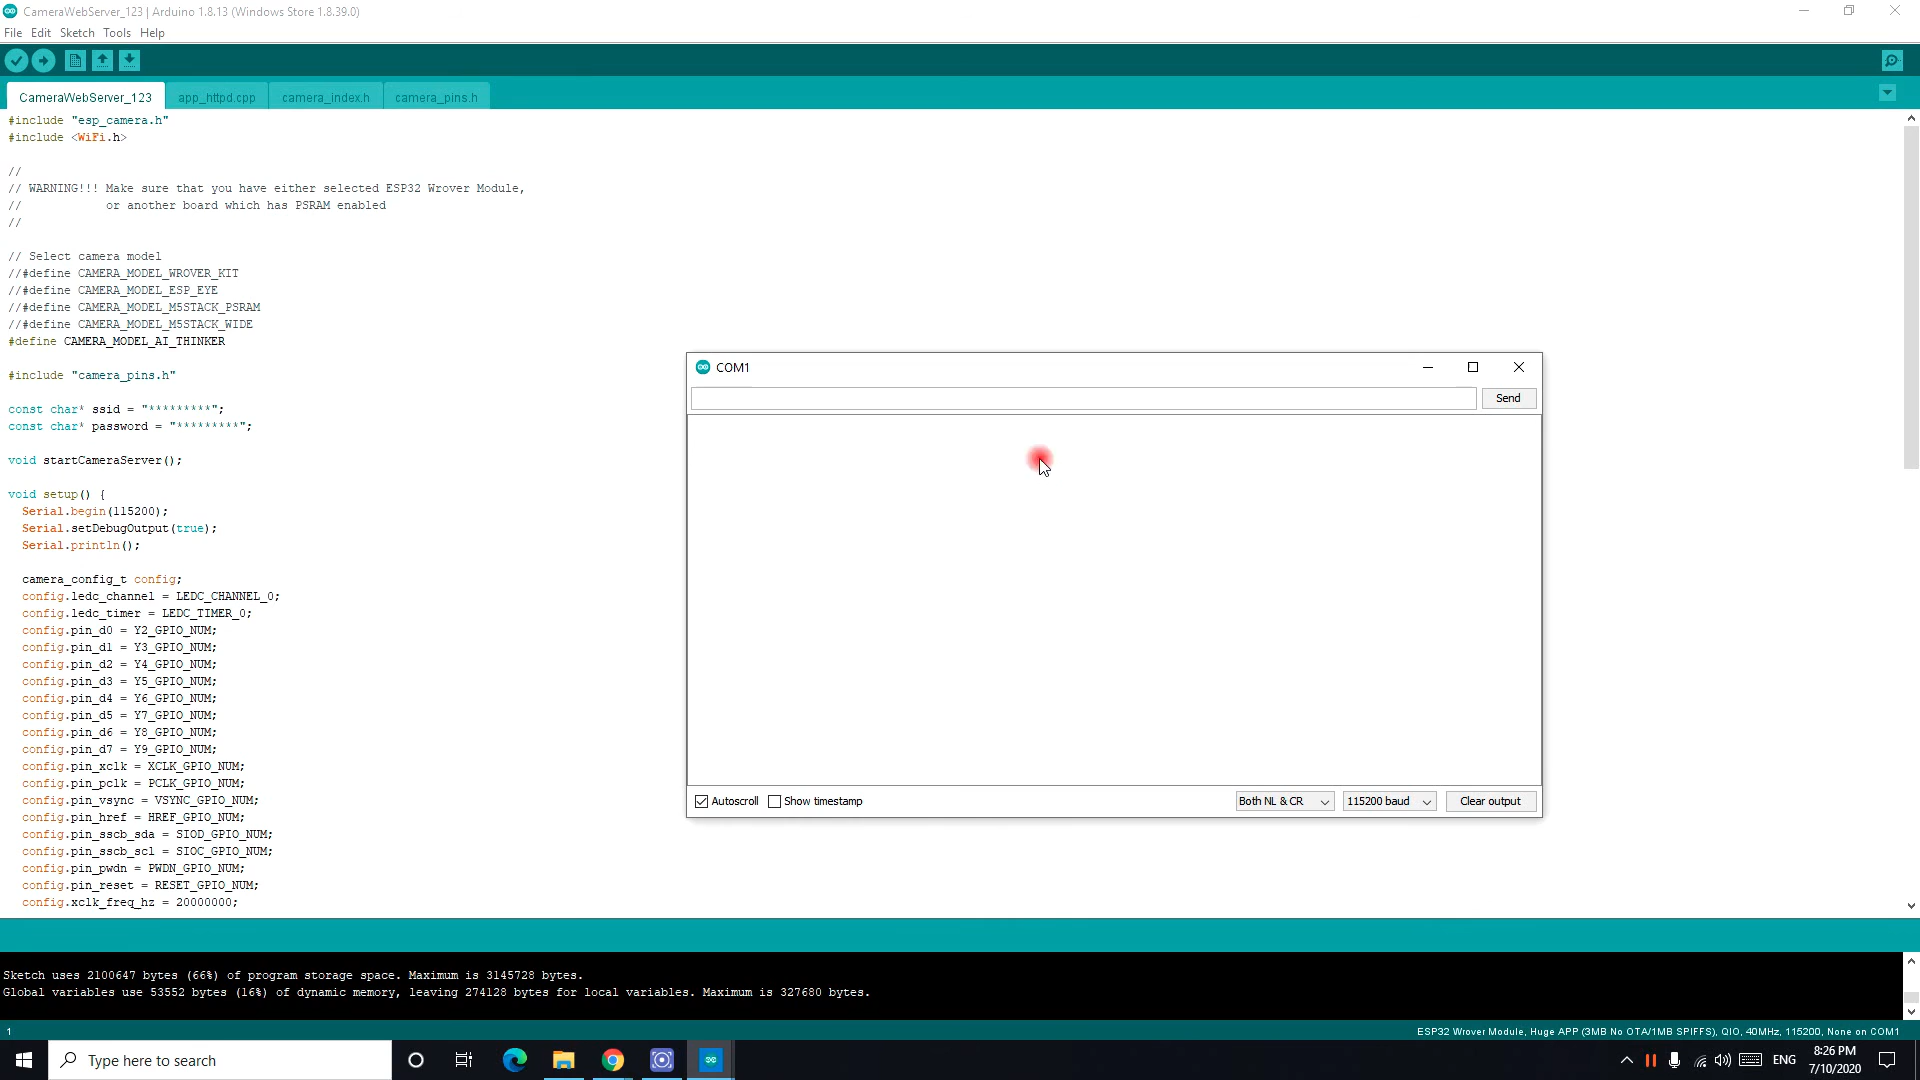 CameraWebServer_123 | Arduino 1.8.13 (Windows Store 1.8.39.0)
File Edit Sketch Tools Help
CameraWebServer_123 app_httpd.cpp camera_index.h camera_pins.h
#include "esp_camera.h"
#include <WiFi.h>
//
// WARNING!!! Make sure that you have either selected ESP32 Wrover Module,
// or another board which has PSRAM enabled
//
// Select camera model
//#define CAMERA_MODEL_WROVER_KIT
//#define CAMERA_MODEL_ESP_EYE
//#define CAMERA_MODEL_M5STACK_PSRAM
//#define CAMERA_MODEL_M5STACK_WIDE
#define CAMERA_MODEL_AI_THINKER
#include "camera_pins.h"
const char* ssid = "*********";
const char* password = "*********";
void startCameraServer();
void setup() {
Serial.begin(115200);
Serial.setDebugOutput(true);
Serial.println();
camera_config_t config;
config.ledc_channel = LEDC_CHANNEL_0;
config.ledc_timer = LEDC_TIMER_0;
config.pin_d0 = Y2_GPIO_NUM;
config.pin_d1 = Y3_GPIO_NUM;
config.pin_d2 = Y4_GPIO_NUM;
config.pin_d3 = Y5_GPIO_NUM;
config.pin_d4 = Y6_GPIO_NUM;
config.pin_d5 = Y7_GPIO_NUM;
config.pin_d6 = Y8_GPIO_NUM;
config.pin_d7 = Y9_GPIO_NUM;
config.pin_xclk = XCLK_GPIO_NUM;
config.pin_pclk = PCLK_GPIO_NUM;
config.pin_vsync = VSYNC_GPIO_NUM;
config.pin_href = HREF_GPIO_NUM;
config.pin_sscb_sda = SIOD_GPIO_NUM;
config.pin_sscb_scl = SIOC_GPIO_NUM;
config.pin_pwdn = PWDN_GPIO_NUM;
config.pin_reset = RESET_GPIO_NUM;
config.xclk_freq_hz = 20000000;
COM1
Send
Autoscroll Show timestamp Both NL & CR 115200 baud Clear output
Sketch uses 2100647 bytes (66%) of program storage space. Maximum is 3145728 bytes.
Global variables use 53552 bytes (16%) of dynamic memory, leaving 274128 bytes for local variables. Maximum is 327680 bytes.
1 ESP32 Wrover Module, Huge APP (3MB No OTA/1MB SPIFFS), QIO, 40MHz, 115200, None on COM1
Type here to search ENG 8:26 PM
7/10/2020